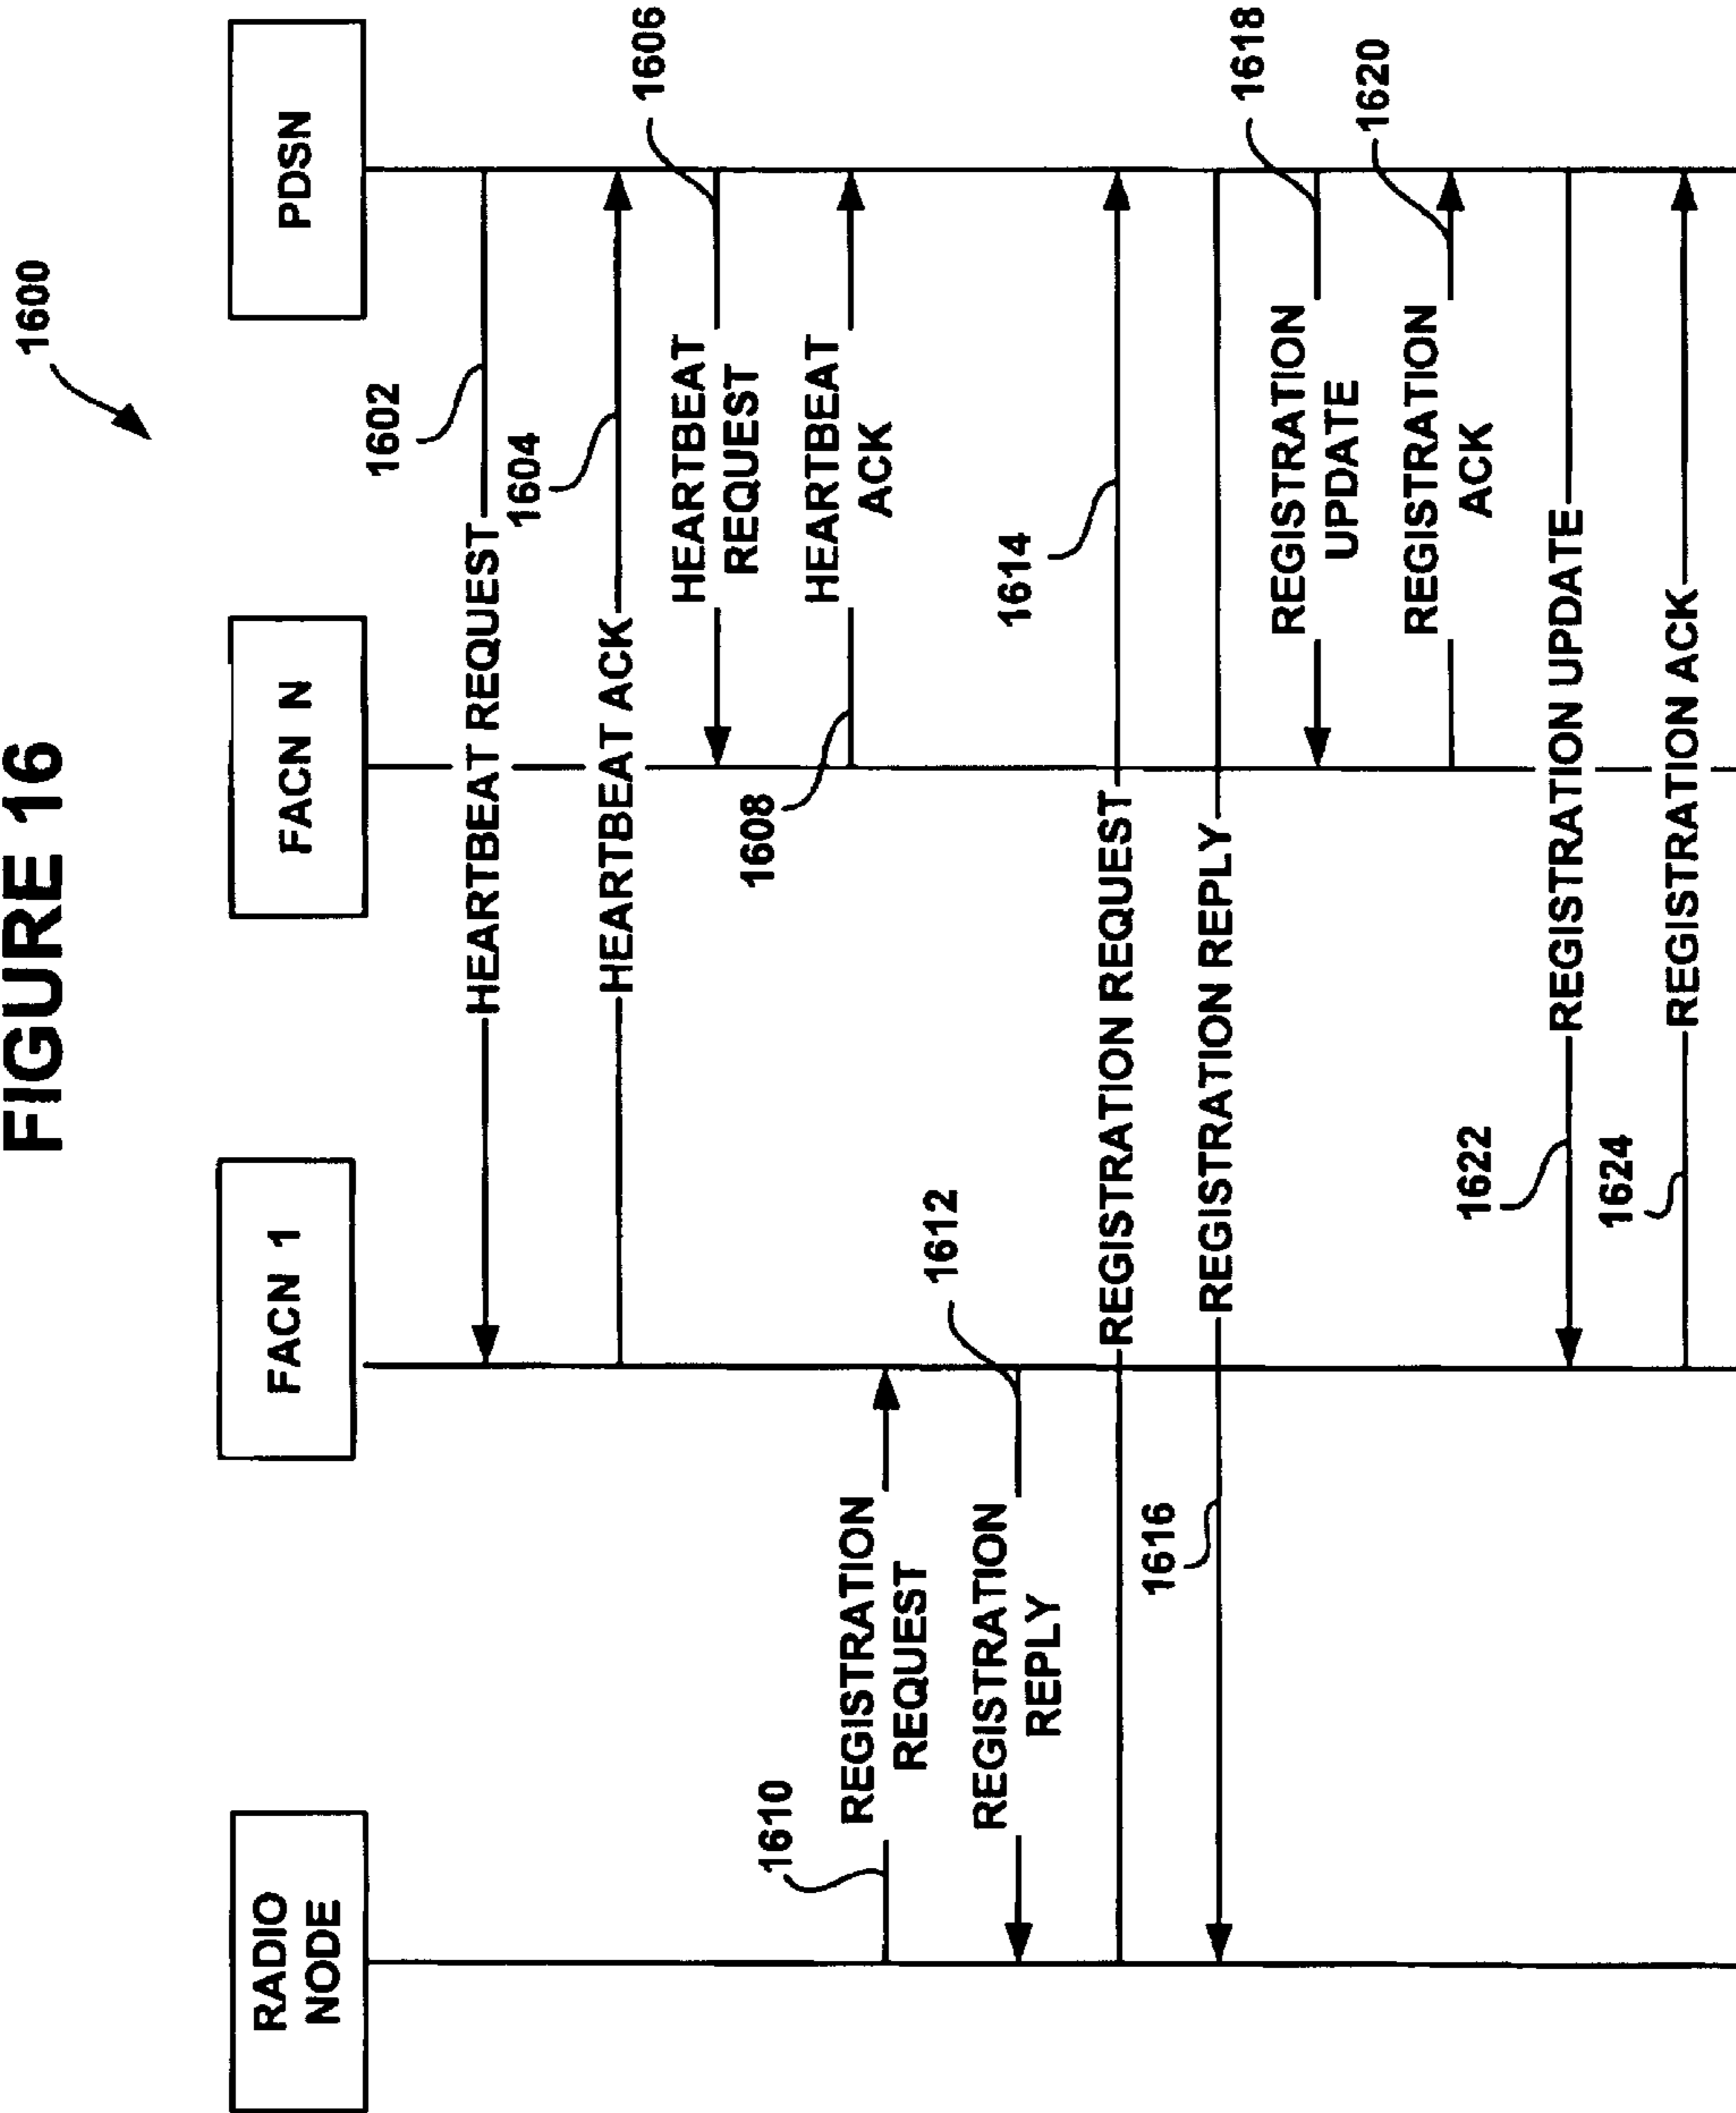 FIGURE 16
1600
RADIO
NODE
FACN 1
FACN N
PDSN
1602
HEARTBEAT REQUEST
1604
HEARTBEAT ACK
1606
HEARTBEAT
REQUEST
1608
HEARTBEAT
ACK
1610
REGISTRATION
REQUEST
1612
REGISTRATION
REPLY
1614
REGISTRATION REQUEST
REGISTRATION REPLY
1616
1618
REGISTRATION
UPDATE
1620
REGISTRATION
ACK
REGISTRATION UPDATE
1622
REGISTRATION ACK
1624